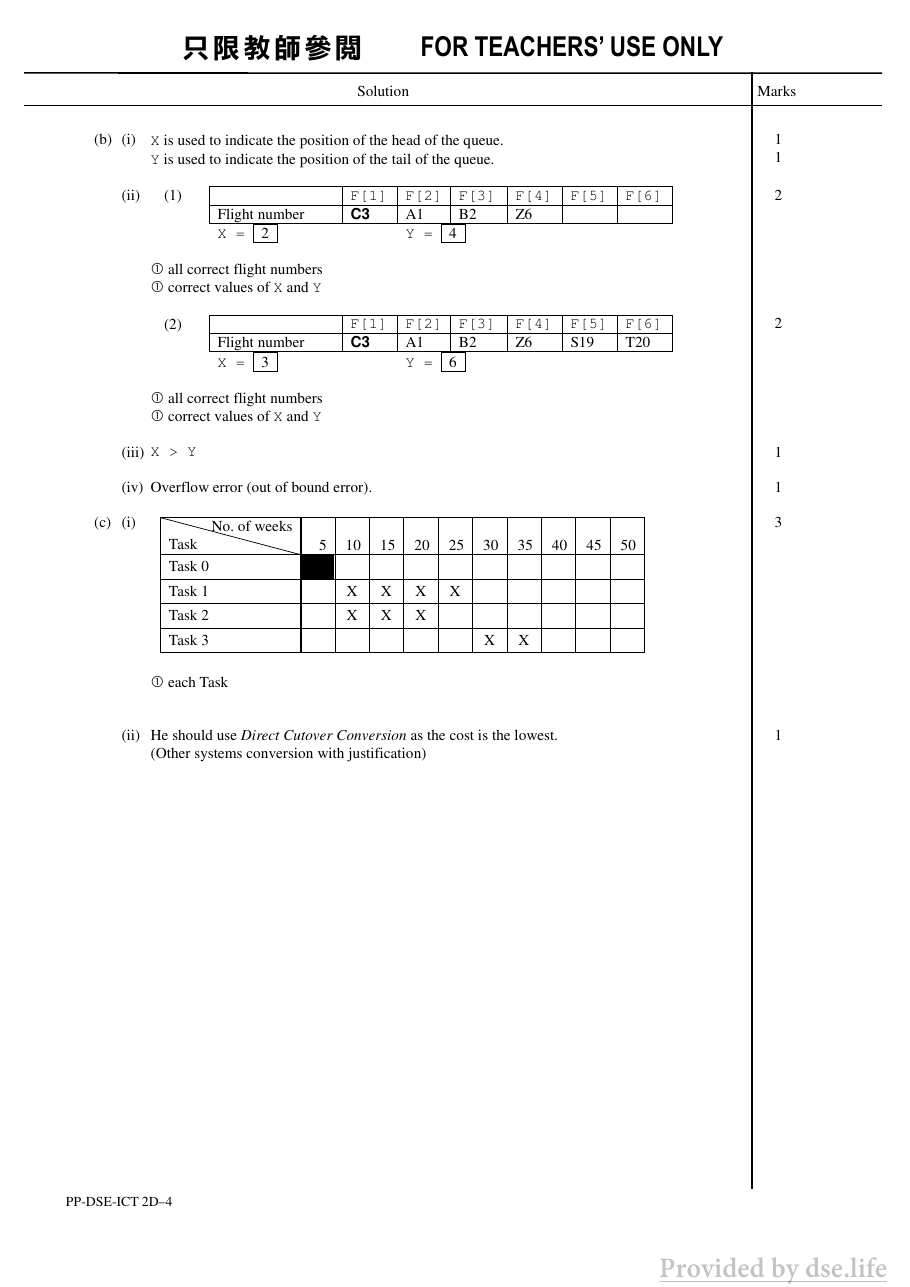 只限教師參閱 FOR TEACHERS' USE ONLY
Solution Marks
(b) (i) X is used to indicate the position of the head of the queue. 1
Y is used to indicate the position of the tail of the queue. 1
(ii) (1) F[1] F[2] F[3] F[4] F[5] F[6] 2
Flight number C3 A1 B2 Z6
X = 2 Y = 4
① all correct flight numbers
① correct values of X and Y
(2) F[1] F[2] F[3] F[4] F[5] F[6] 2
Flight number C3 A1 B2 Z6 S19 T20
X = 3 Y = 6
① all correct flight numbers
① correct values of X and Y
(iii) X > Y 1
(iv) Overflow error (out of bound error). 1
(c) (i) No. of weeks 3
Task 5 10 15 20 25 30 35 40 45 50
Task 0
Task 1 X X X X
Task 2 X X X
Task 3 X X
① each Task
(ii) He should use Direct Cutover Conversion as the cost is the lowest. 1
(Other systems conversion with justification)
PP-DSE-ICT 2D–4
Provided by dse.life